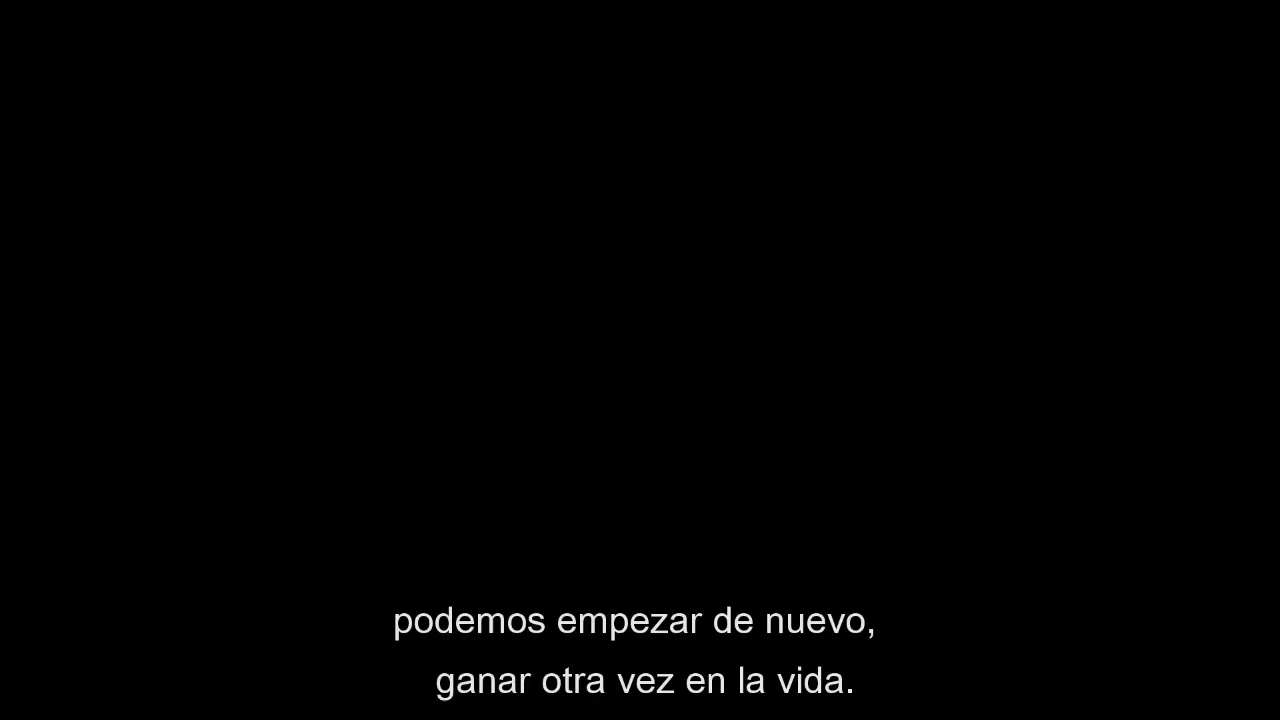 podemos empezar de nuevo,
ganar otra vez en la vida.